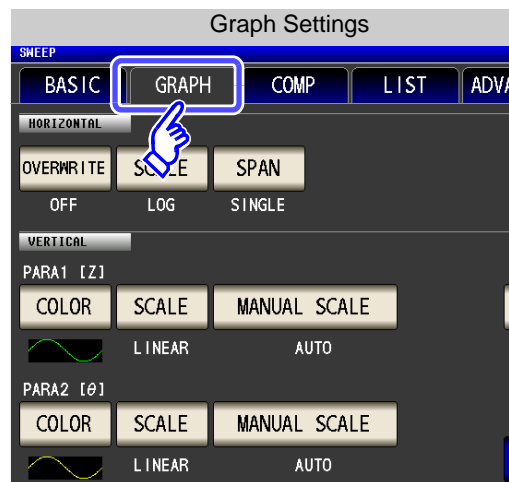 Graph Settings
SWEEP
BASIC GRAPH COMP LIST ADVA
HORIZONTAL
OVERWRITE SCALE SPAN
OFF LOG SINGLE
VERTICAL
PARA1 [Z]
COLOR SCALE MANUAL SCALE
LINEAR AUTO
PARA2 [θ]
COLOR SCALE MANUAL SCALE
LINEAR AUTO